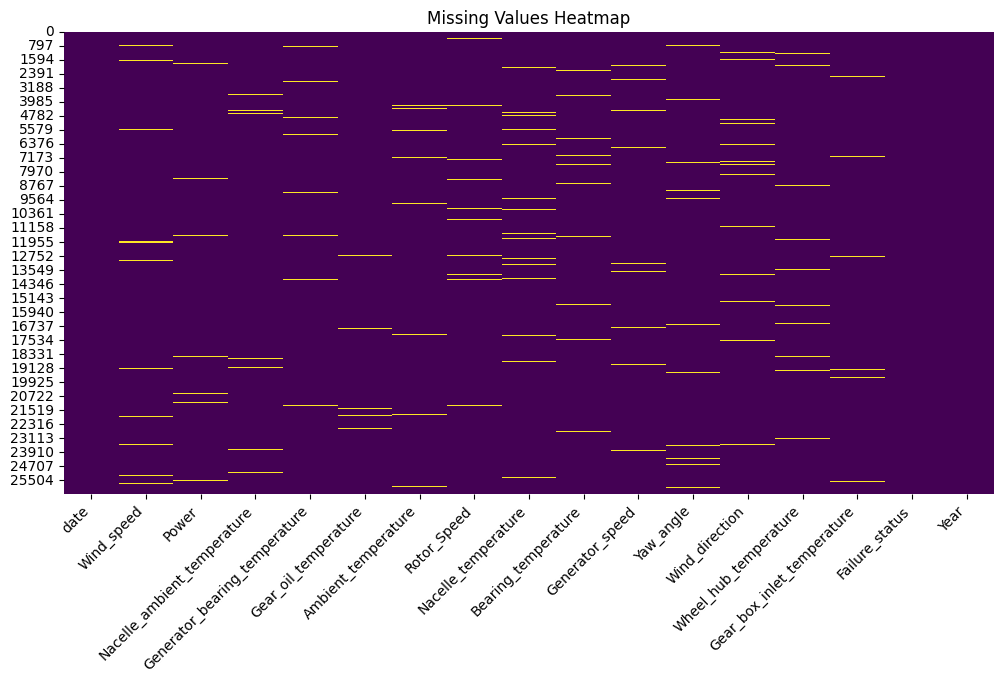 Missing Values Heatmap
0
797
1594
2391
3188
3985
4782
5579
6376
7173
7970
8767
9564
10361
11158
11955
12752
13549
14346
15143
15940
16737
17534
18331
19128
19925
20722
21519
22316
23113
23910
24707
25504
date
Wind_speed
Power
Nacelle_ambient_temperature
Generator_bearing_temperature
Gear_oil_temperature
Ambient_temperature
Rotor_Speed
Nacelle_temperature
Bearing_temperature
Generator_speed
Yaw_angle
Wind_direction
Wheel_hub_temperature
Gear_box_inlet_temperature
Failure_status
Year